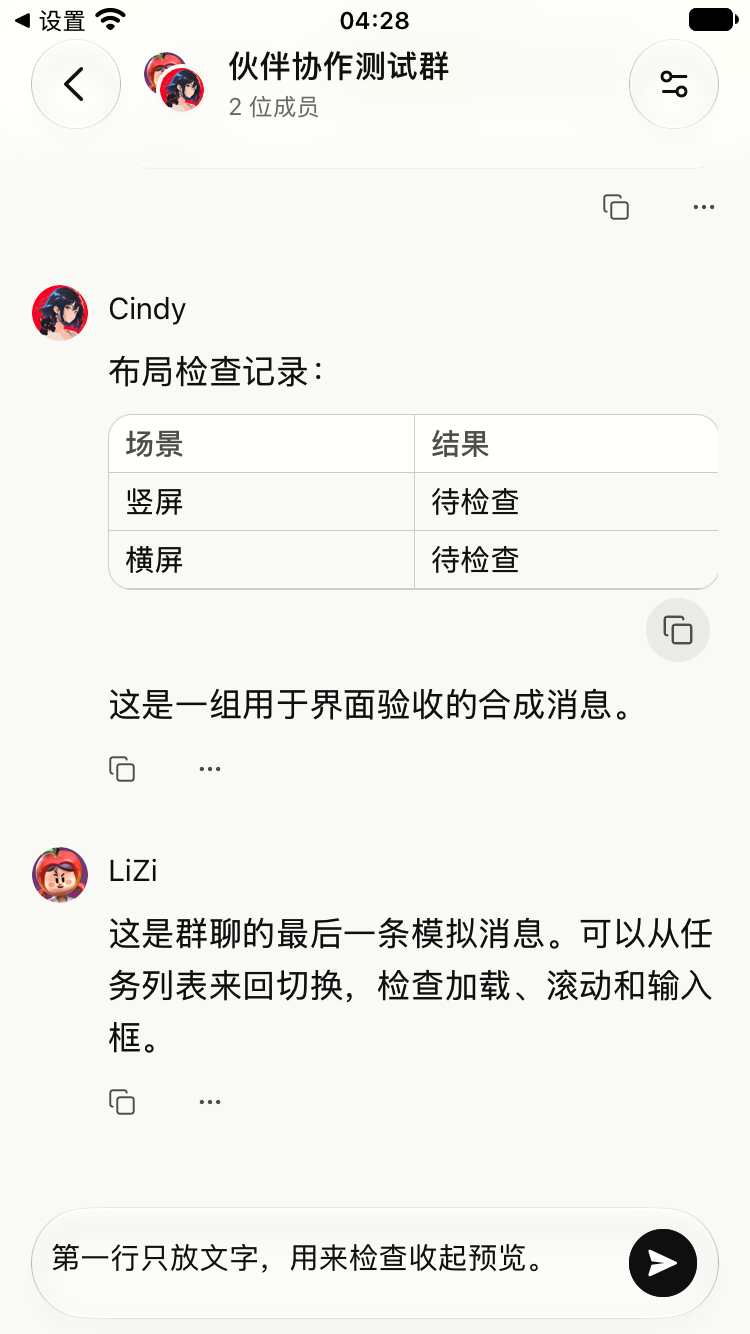 设置
04:28
伙伴协作测试群
2 位成员
Cindy
布局检查记录：
场景 结果
竖屏 待检查
横屏 待检查
这是一组用于界面验收的合成消息。
LiZi
这是群聊的最后一条模拟消息。可以从任
务列表来回切换，检查加载、滚动和输入
框。
第一行只放文字，用来检查收起预览。